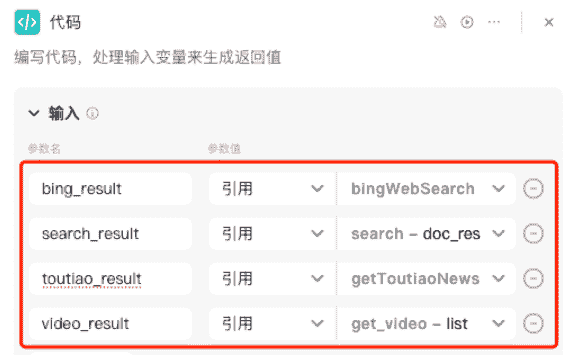 代码
编写代码，处理输入变量来生成返回值
输入
参数名 参数值
bing_result 引用 bingWebSearch
search_result 引用 search – doc_res
toutiao_result 引用 getToutiaoNews
video_result 引用 get_video – list